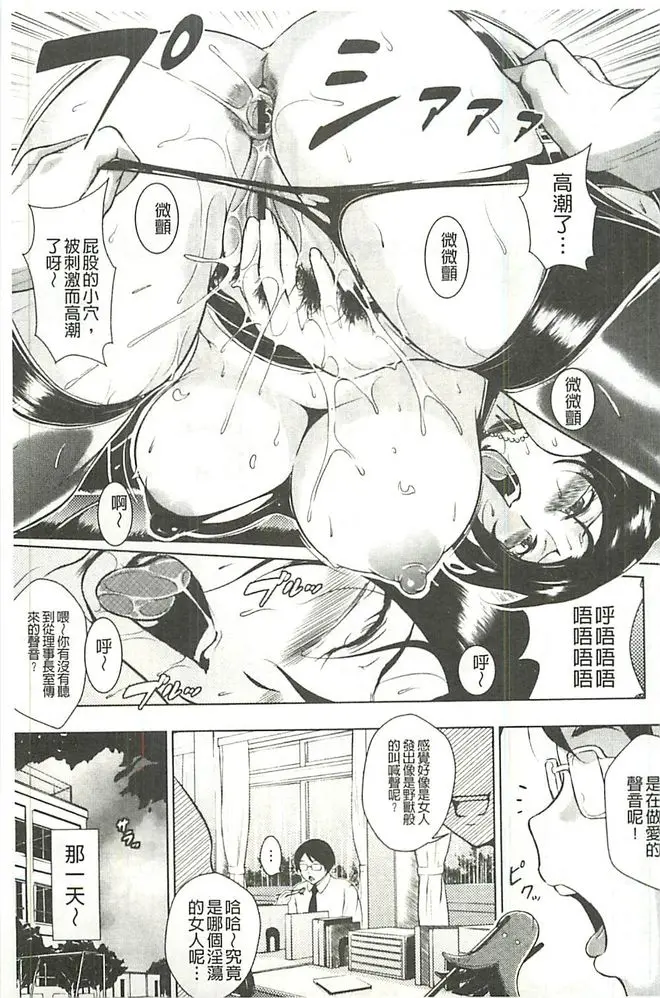 プ
シァァァ
高潮了…
微微顫
微顫
屁股的小穴，
被刺激而高潮
了呀～
微微顫
啊～
呼唔唔唔
唔唔唔唔
呼～
ブルッ…
ブルッ…
呼～
喂～你有沒有聽
到從理事長室傳
來的聲音？
是在做愛的
聲音呢！
感覺好像是女人
發出像是野獸般
的叫喊聲呢？
…
哈哈～究竟
是哪個淫蕩
的女人呢…
ザラ…
那一天～